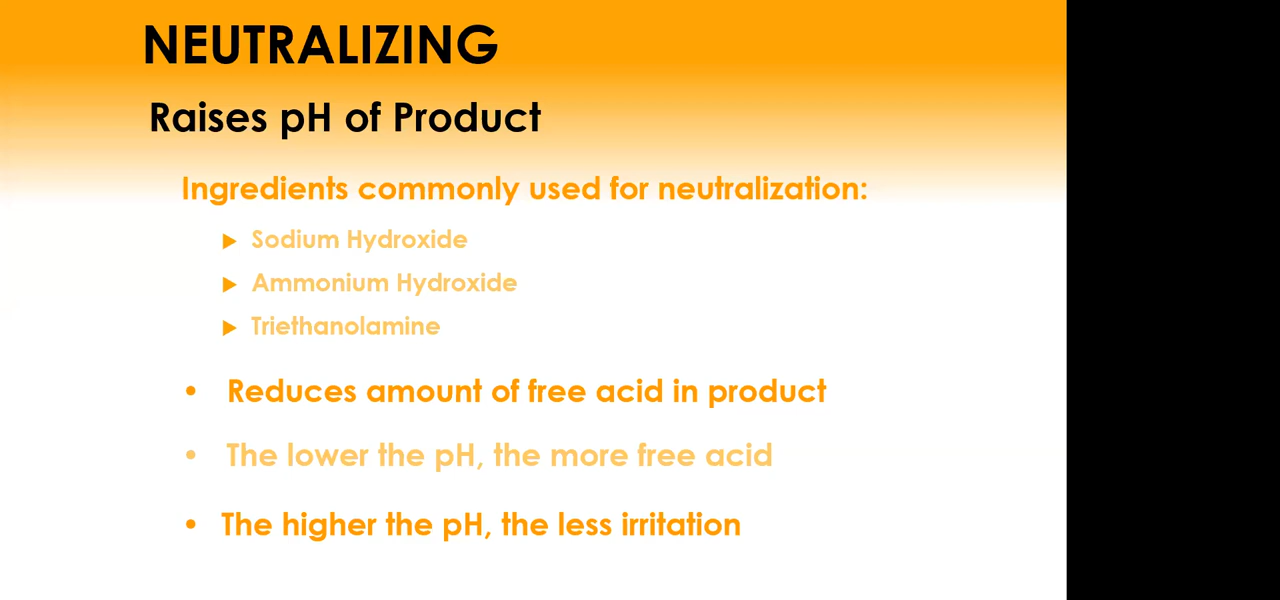 NEUTRALIZING
Raises pH of Product
Ingredients commonly used for neutralization:
▶ Sodium Hydroxide
▶ Ammonium Hydroxide
▶ Triethanolamine
• Reduces amount of free acid in product
• The lower the pH, the more free acid
• The higher the pH, the less irritation